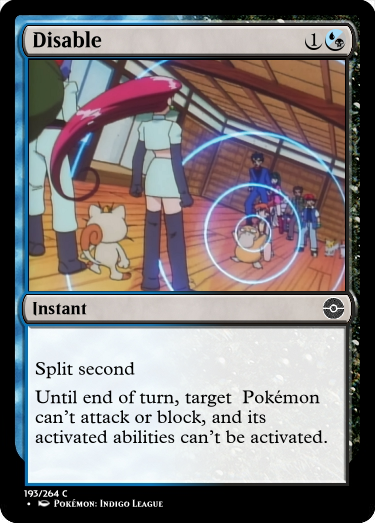 Disable 1
Instant
Split second
Until end of turn, target Pokémon
can't attack or block, and its
activated abilities can't be activated.
193/264 C
• Pokémon: Indigo League